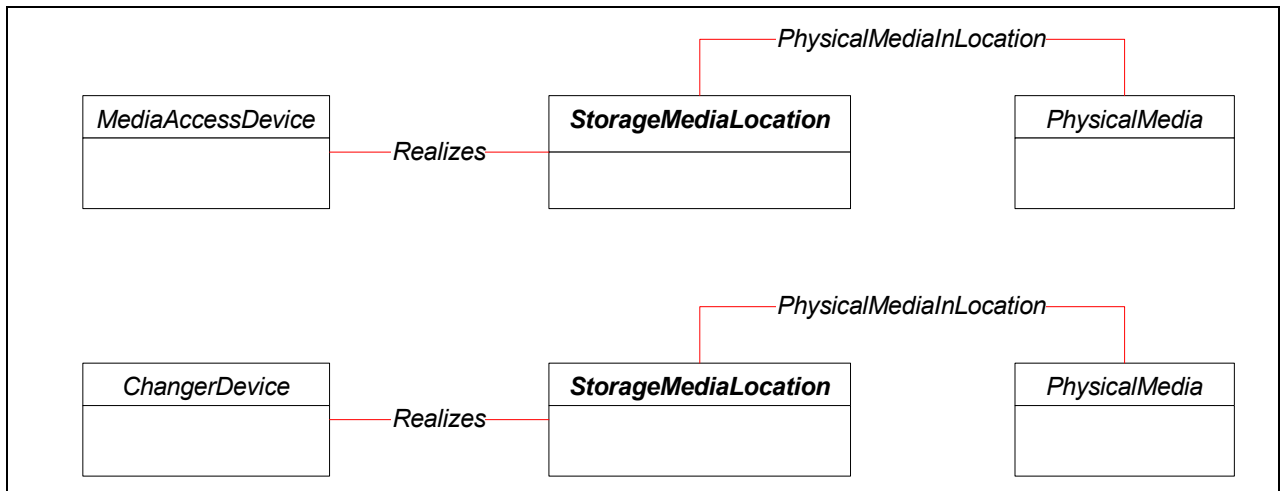 PhysicalMediaInLocation
MediaAccessDevice
StorageMediaLocation
PhysicalMedia
Realizes
PhysicalMediaInLocation
ChangerDevice
StorageMediaLocation
PhysicalMedia
Realizes